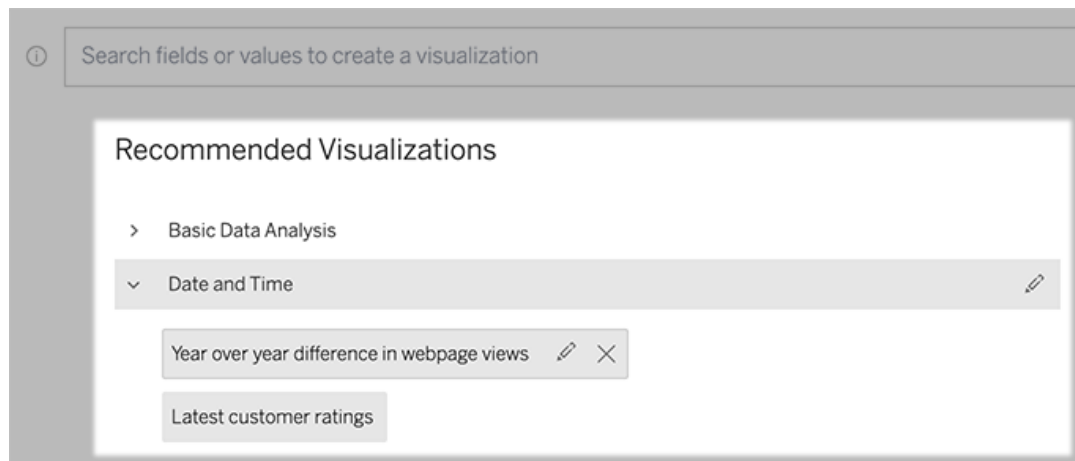 Search fields or values to create a visualization
Recommended Visualizations
Basic Data Analysis
Date and Time
Year over year difference in webpage views
Latest customer ratings